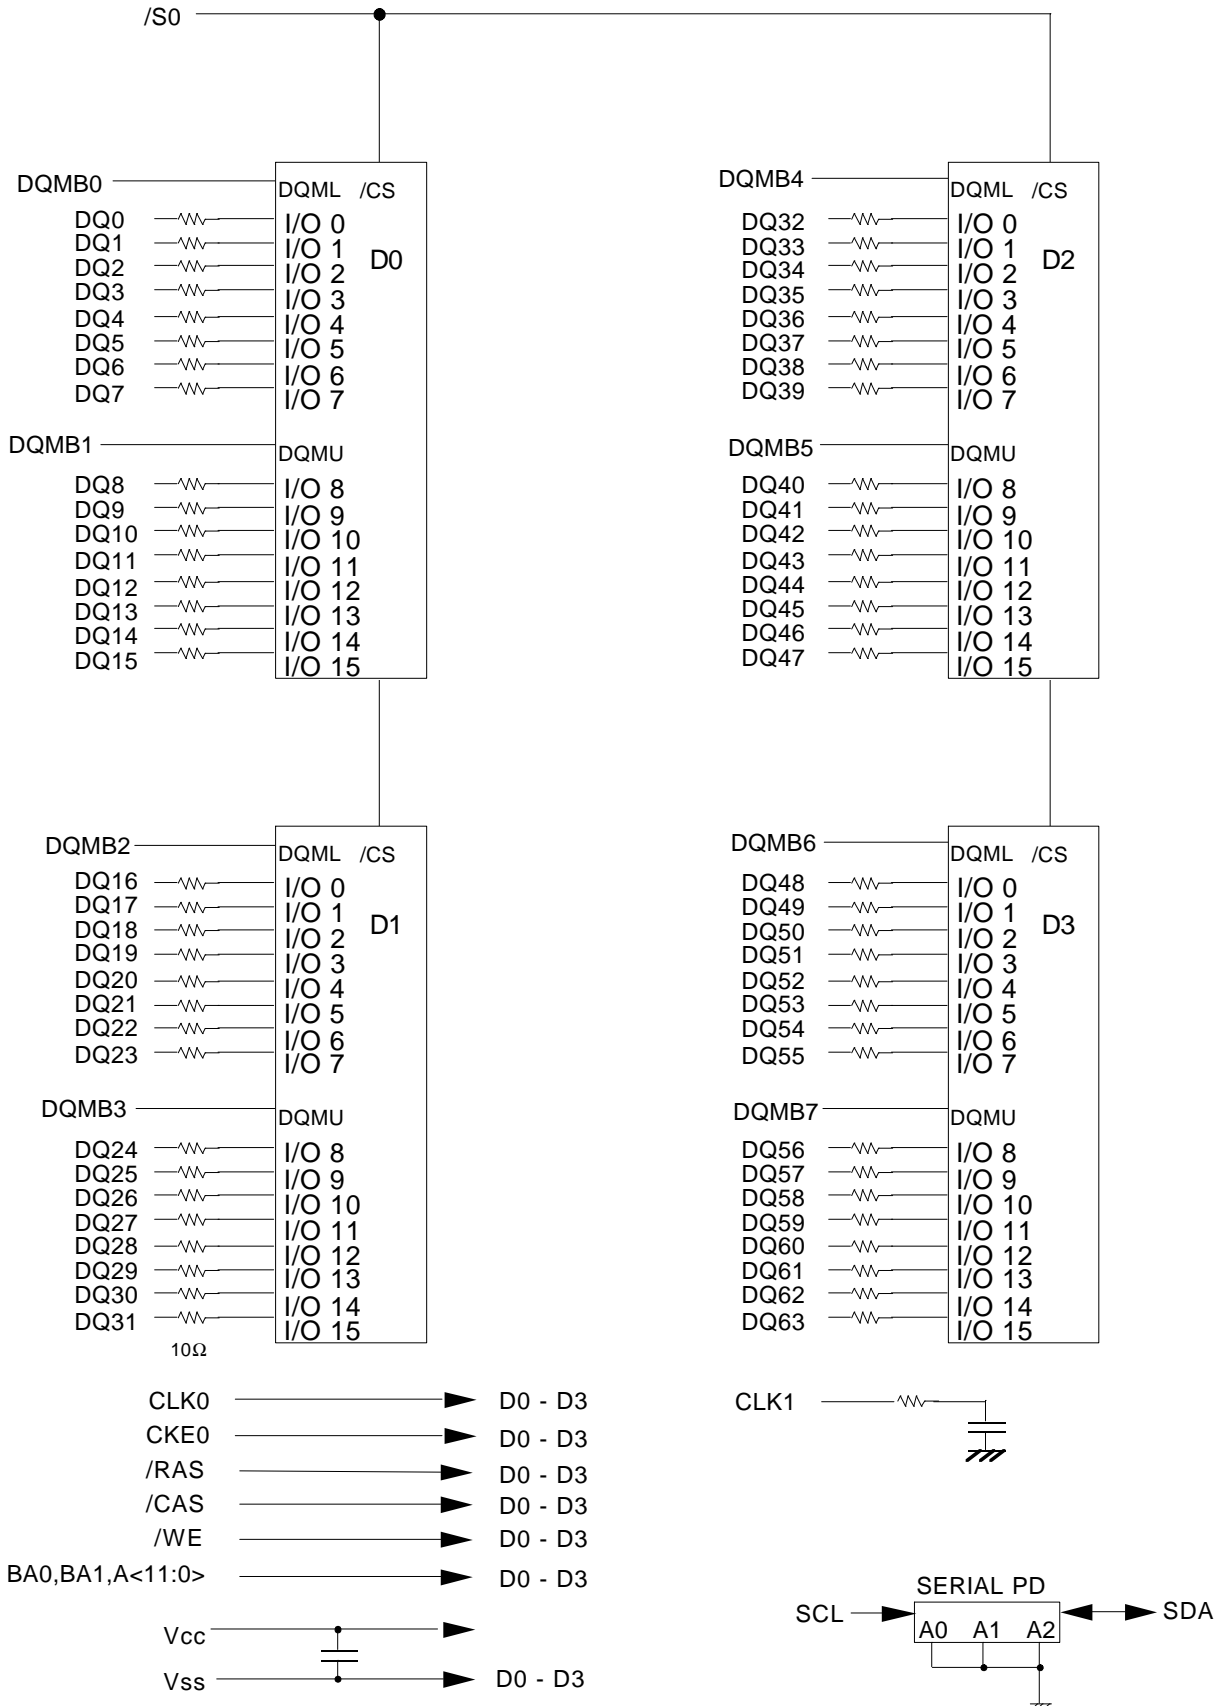 /S0
DQMB0
DQML /CS
DQ0 I/O 0
DQ1 I/O 1
D0
DQ2 I/O 2
DQ3 I/O 3
DQ4 I/O 4
DQ5 I/O 5
DQ6 I/O 6
DQ7 I/O 7
DQMB1
DQMU
DQ8 I/O 8
DQ9 I/O 9
DQ10 I/O 10
DQ11 I/O 11
DQ12 I/O 12
DQ13 I/O 13
DQ14 I/O 14
DQ15 I/O 15
DQMB4
DQML /CS
DQ32 I/O 0
DQ33 I/O 1
D2
DQ34 I/O 2
DQ35 I/O 3
DQ36 I/O 4
DQ37 I/O 5
DQ38 I/O 6
DQ39 I/O 7
DQMB5
DQMU
DQ40 I/O 8
DQ41 I/O 9
DQ42 I/O 10
DQ43 I/O 11
DQ44 I/O 12
DQ45 I/O 13
DQ46 I/O 14
DQ47 I/O 15
DQMB2
DQML /CS
DQ16 I/O 0
DQ17 I/O 1
D1
DQ18 I/O 2
DQ19 I/O 3
DQ20 I/O 4
DQ21 I/O 5
DQ22 I/O 6
DQ23 I/O 7
DQMB3
DQMU
DQ24 I/O 8
DQ25 I/O 9
DQ26 I/O 10
DQ27 I/O 11
DQ28 I/O 12
DQ29 I/O 13
DQ30 I/O 14
DQ31 I/O 15
10Ω
DQMB6
DQML /CS
DQ48 I/O 0
DQ49 I/O 1
D3
DQ50 I/O 2
DQ51 I/O 3
DQ52 I/O 4
DQ53 I/O 5
DQ54 I/O 6
DQ55 I/O 7
DQMB7
DQMU
DQ56 I/O 8
DQ57 I/O 9
DQ58 I/O 10
DQ59 I/O 11
DQ60 I/O 12
DQ61 I/O 13
DQ62 I/O 14
DQ63 I/O 15
CLK0 D0 - D3
CKE0 D0 - D3
/RAS D0 - D3
/CAS D0 - D3
/WE D0 - D3
BA0,BA1,A<11:0> D0 - D3
Vcc
Vss D0 - D3
CLK1
SERIAL PD
SCL SDA
A0 A1 A2